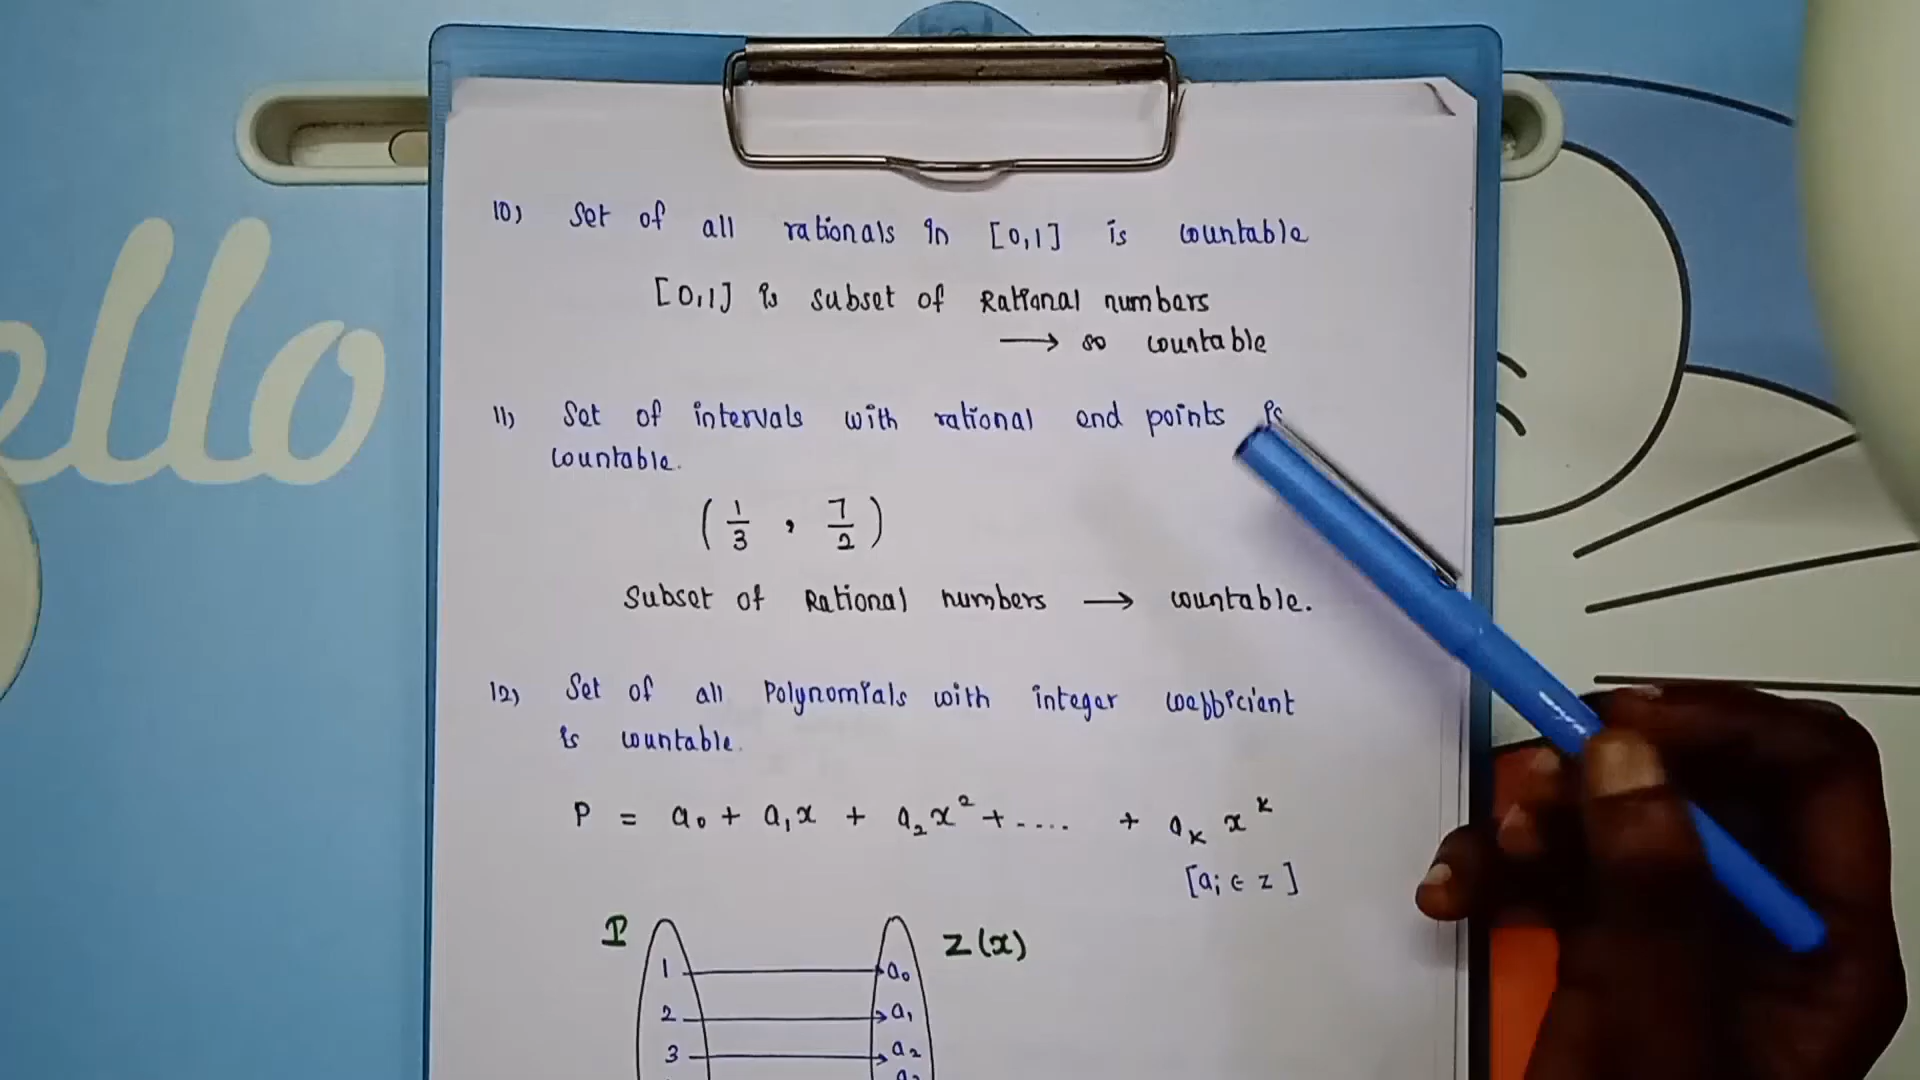 ello
10) Set of all rationals in [0,1] is countable
[0,1] is subset of Rational numbers
→ so countable
11) Set of intervals with rational end points is
countable.
(1/3 , 7/2)
Subset of Rational numbers → countable.
12) Set of all Polynomials with integer coefficient
is countable.
P = a₀ + a₁x + a₂x² + .... + aₖ xᵏ
[aᵢ ∈ z]
I Z(x)
1 a₀
2 a₁
3 a₂